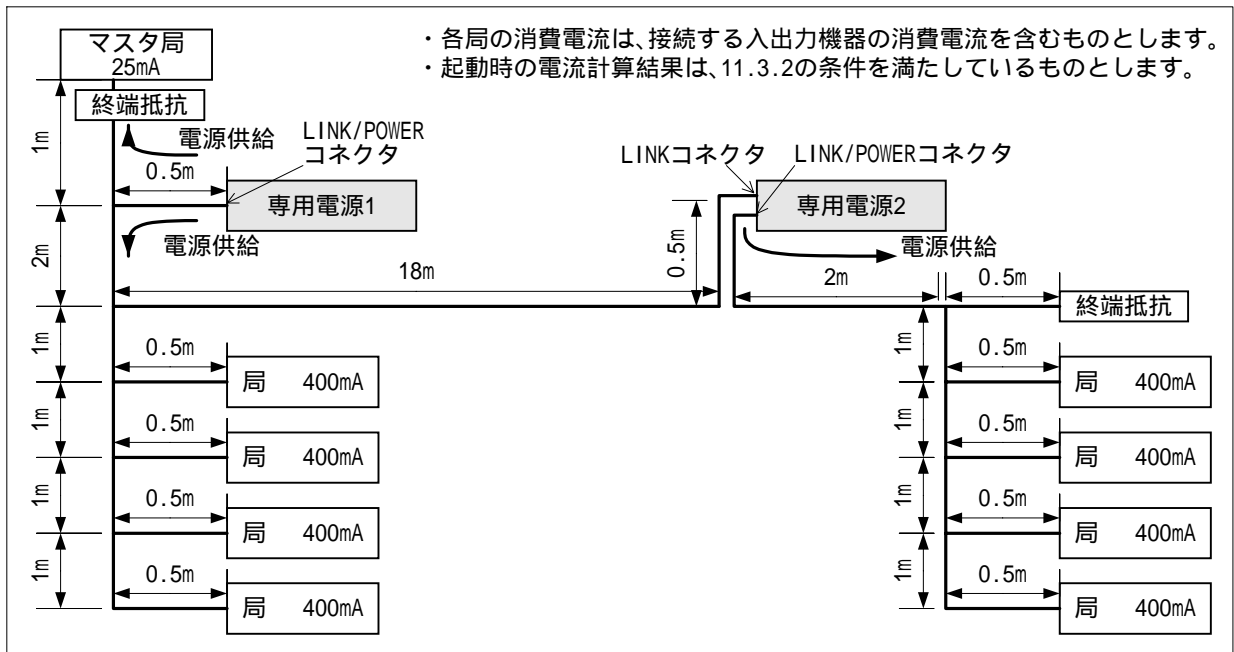 マスタ局
25mA
・各局の消費電流は、接続する入出力機器の消費電流を含むものとします。
・起動時の電流計算結果は、11.3.2の条件を満たしているものとします。
終端抵抗
1m
電源供給
LINK/POWER
コネクタ
0.5m
専用電源1
電源供給
2m
LINKコネクタ
LINK/POWERコネクタ
専用電源2
0.5m
電源供給
18m
2m
0.5m
終端抵抗
1m
0.5m
局 400mA
1m
0.5m
局 400mA
1m
0.5m
局 400mA
1m
0.5m
局 400mA
1m
0.5m
局 400mA
1m
0.5m
局 400mA
1m
0.5m
局 400mA
1m
0.5m
局 400mA